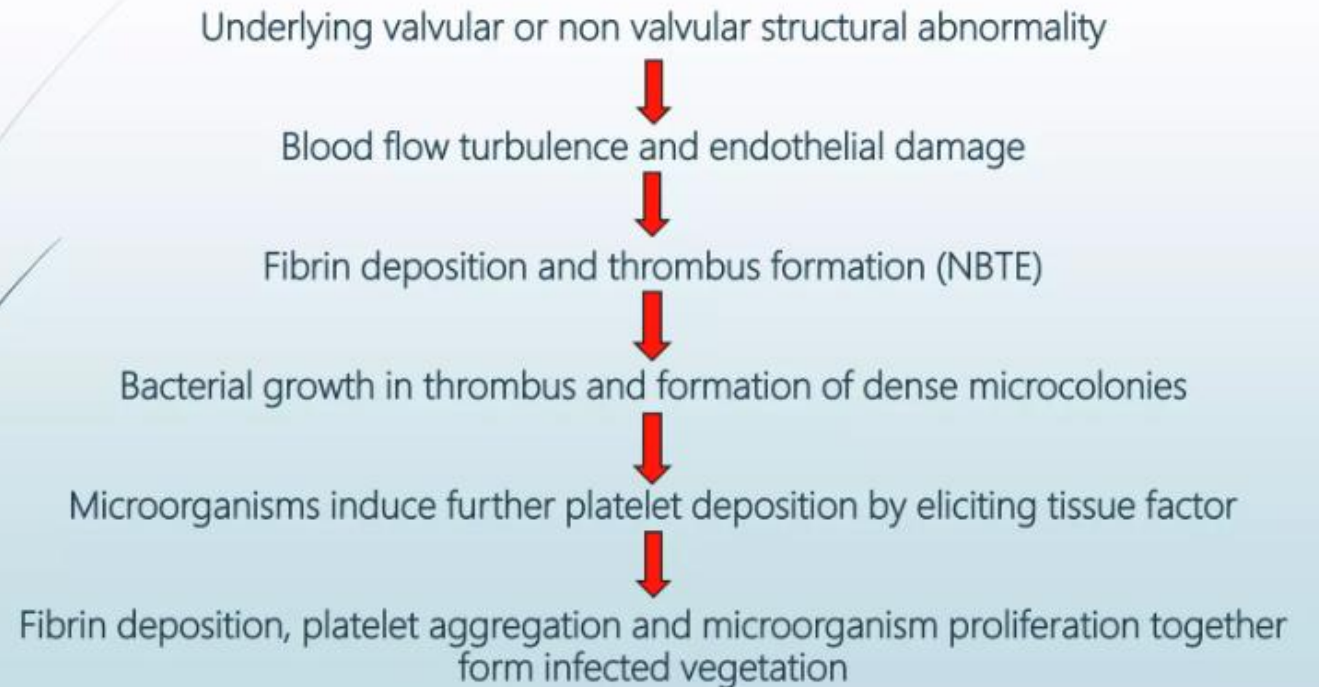 Underlying valvular or non valvular structural abnormality
Blood flow turbulence and endothelial damage
Fibrin deposition and thrombus formation (NBTE)
Bacterial growth in thrombus and formation of dense microcolonies
Microorganisms induce further platelet deposition by eliciting tissue factor
Fibrin deposition, platelet aggregation and microorganism proliferation together
form infected vegetation